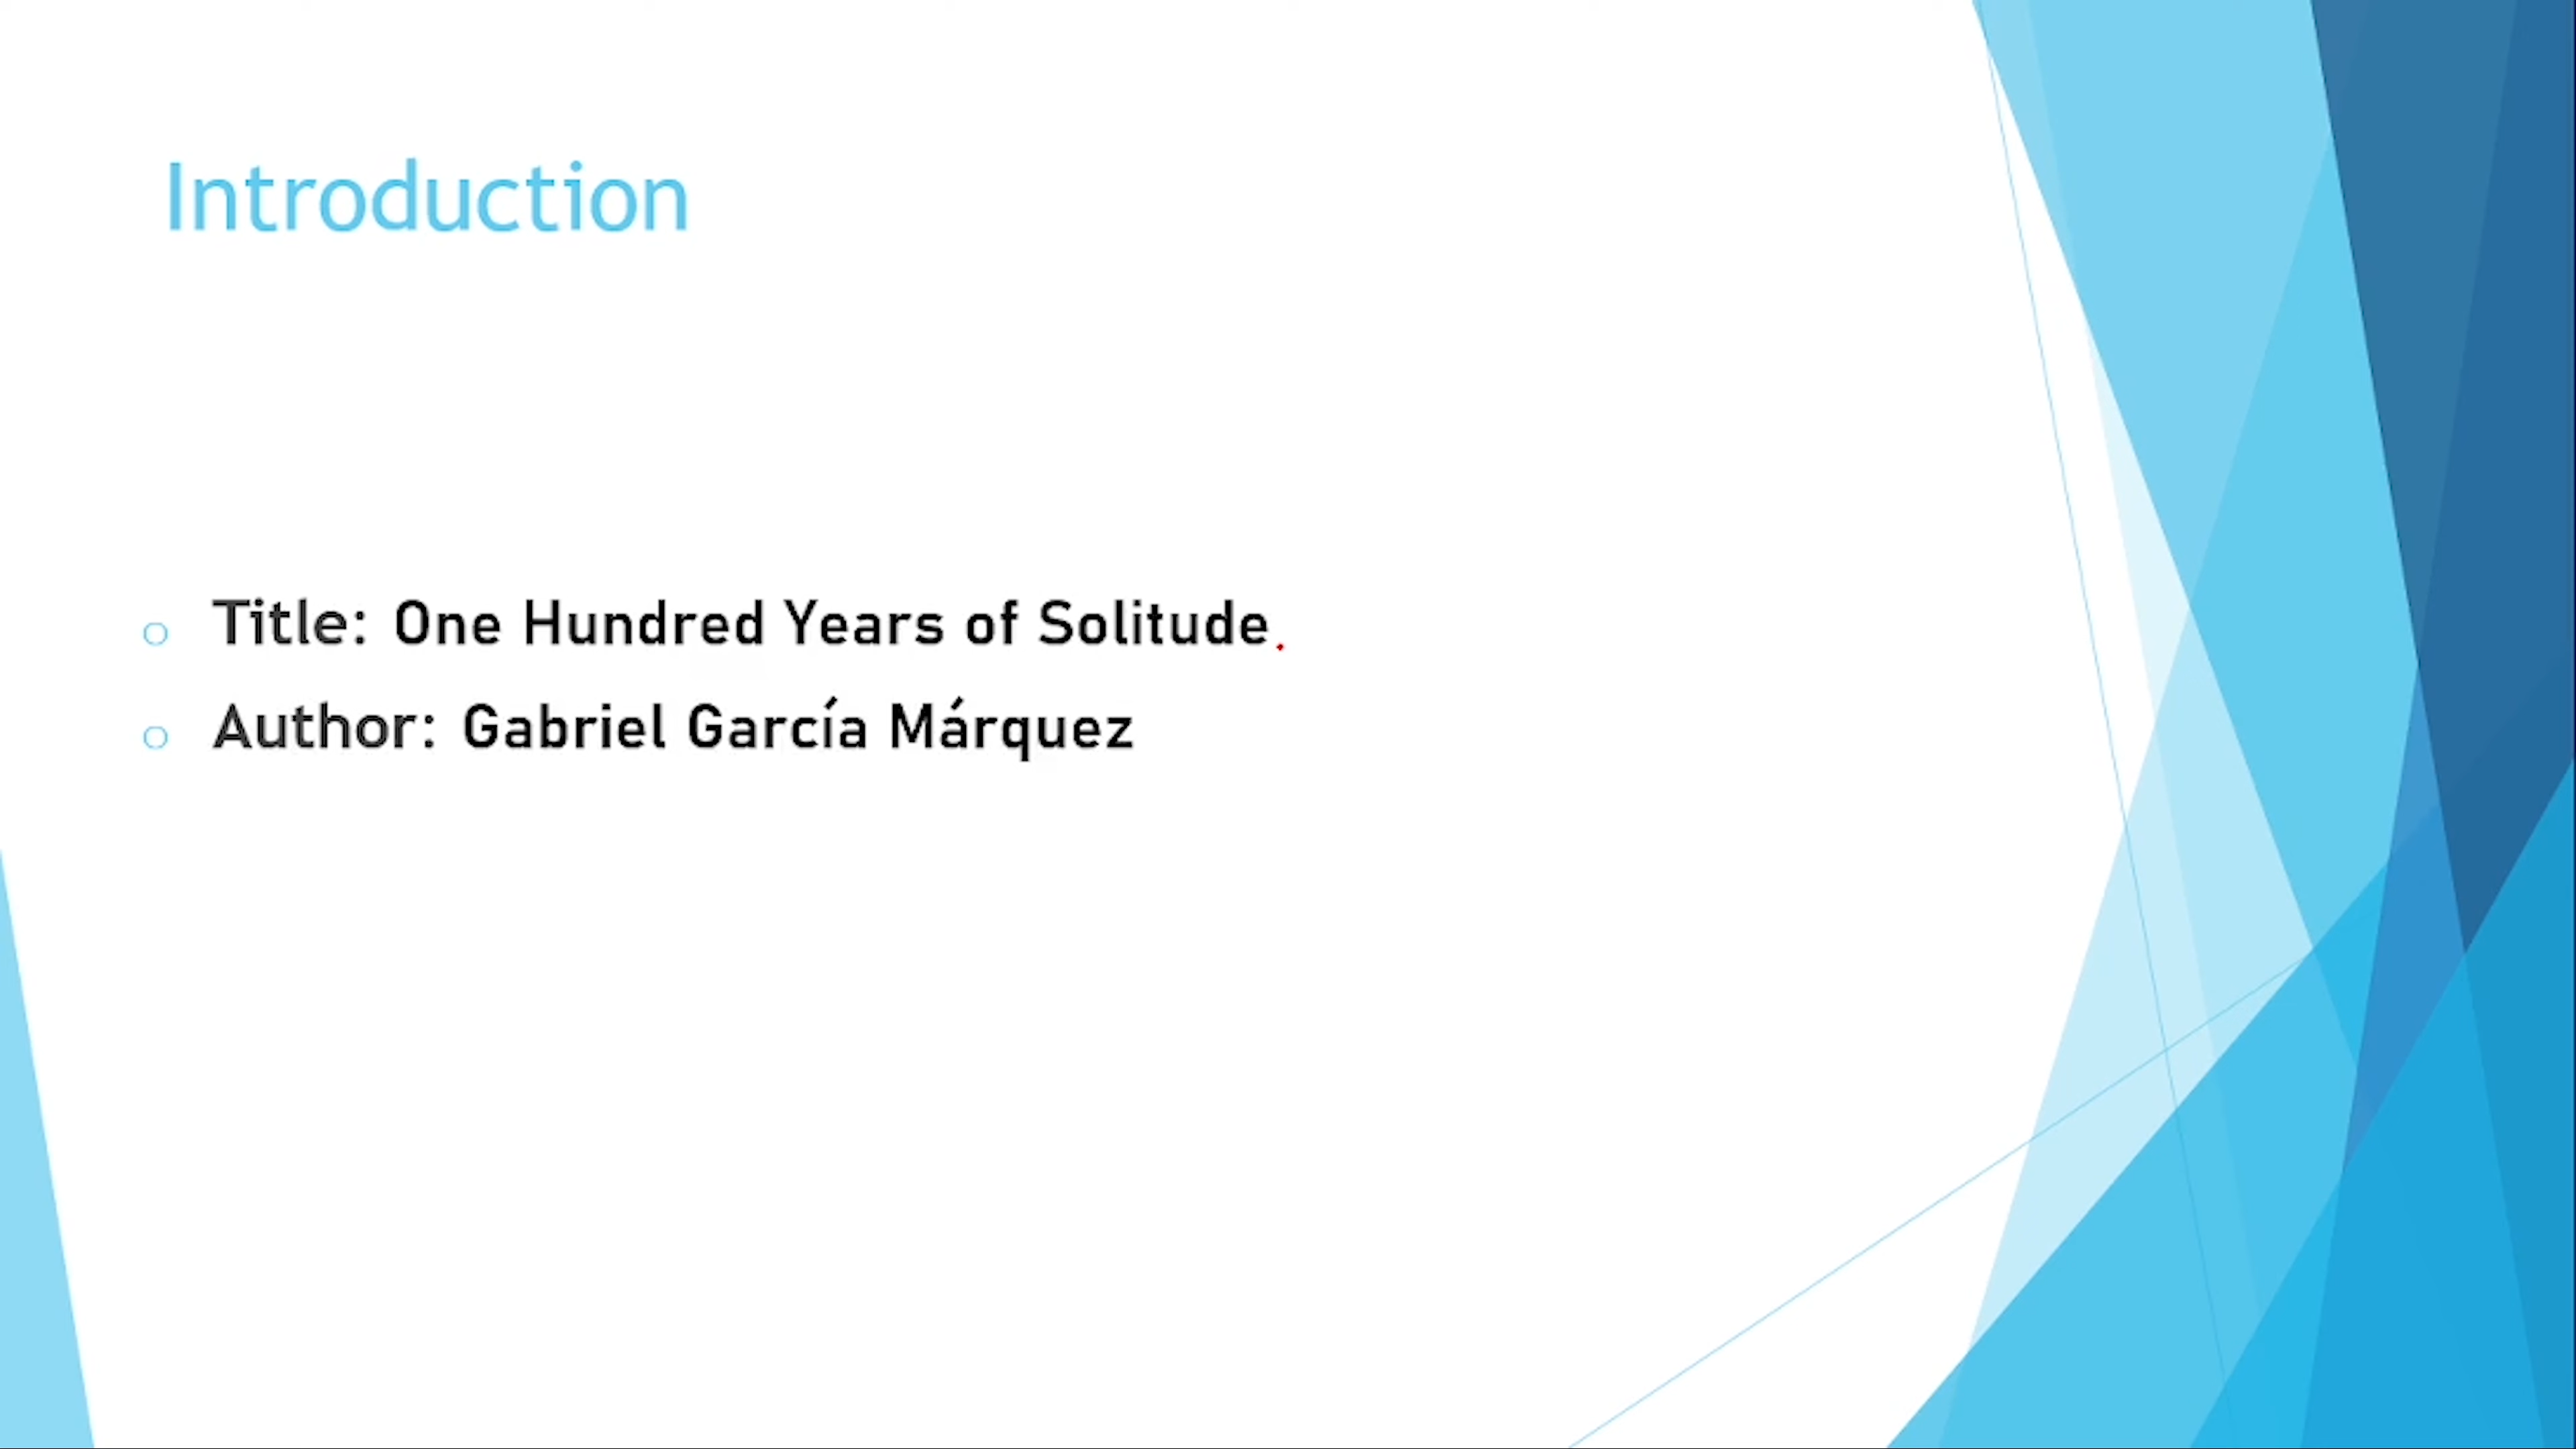 Introduction
Title: One Hundred Years of Solitude.
Author: Gabriel García Márquez